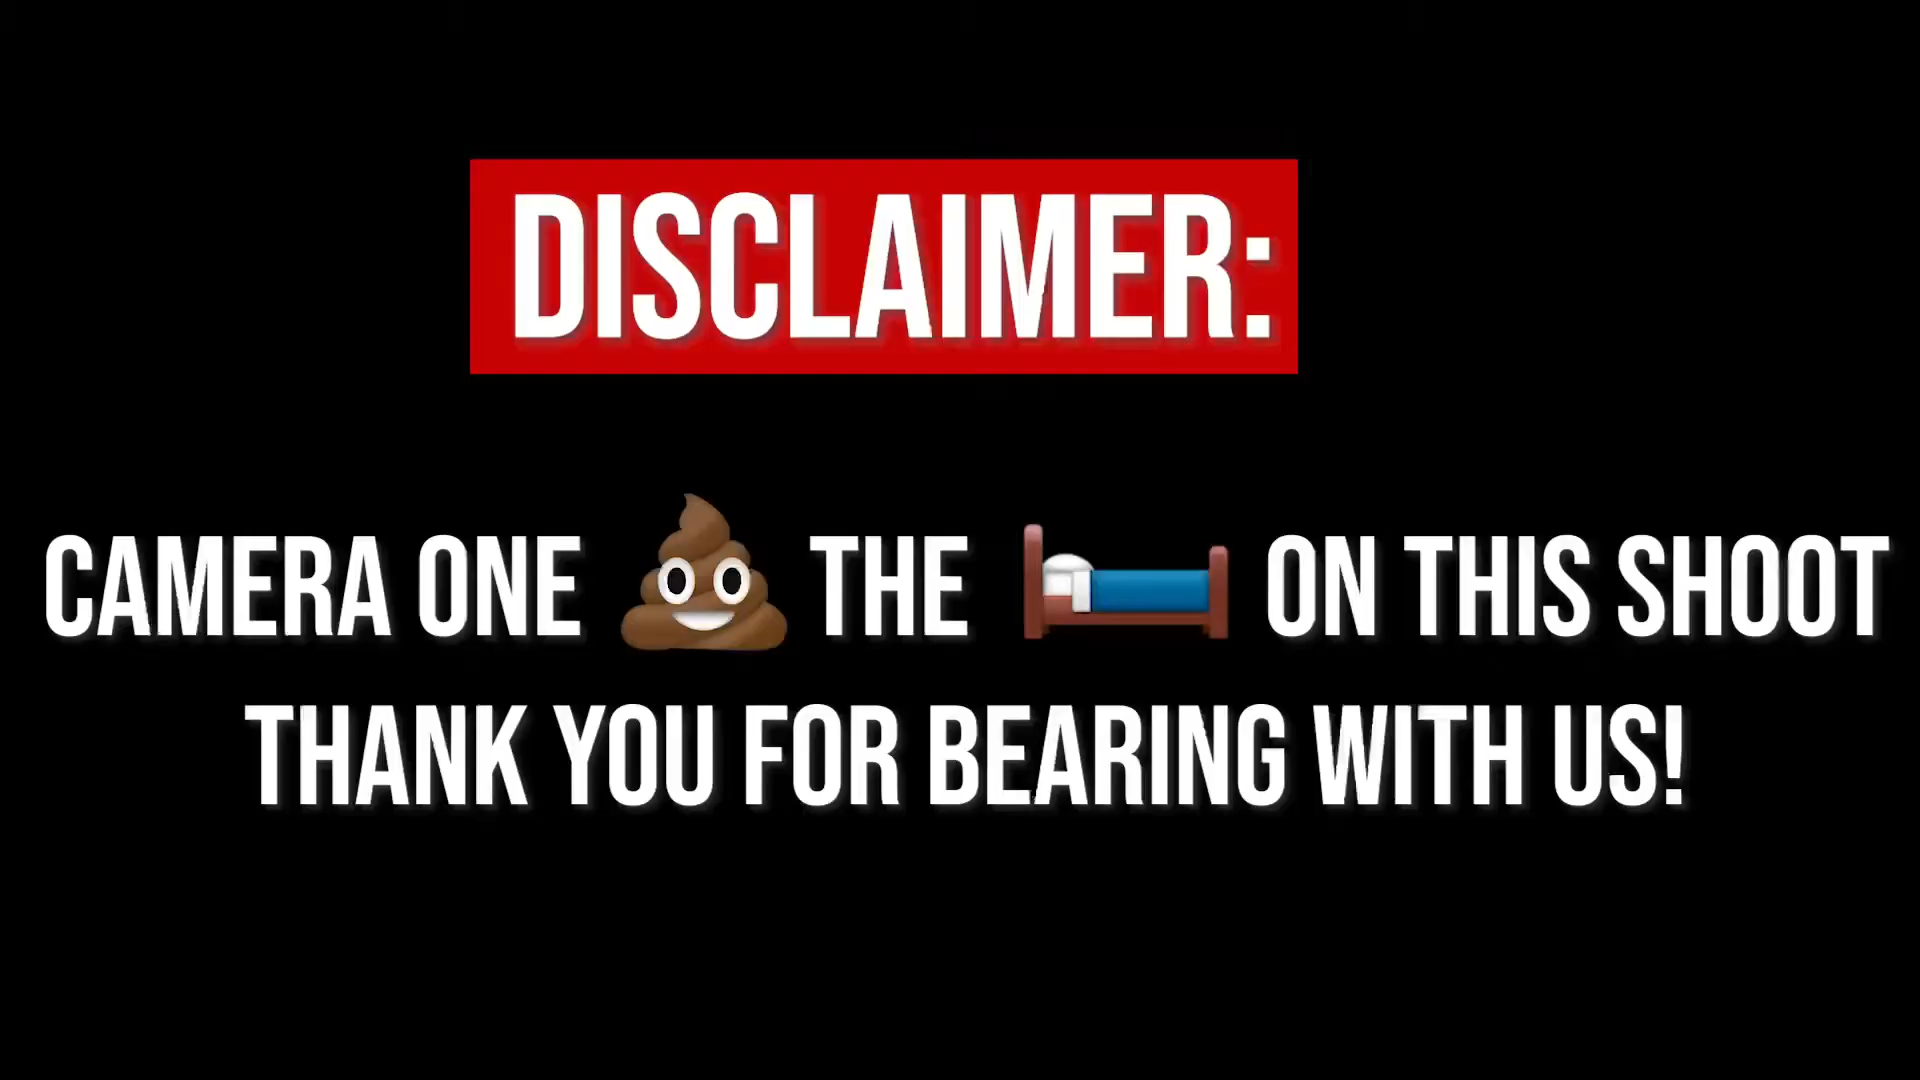 DISCLAIMER:
CAMERA ONE 💩 THE 🛏️ ON THIS SHOOT
THANK YOU FOR BEARING WITH US!